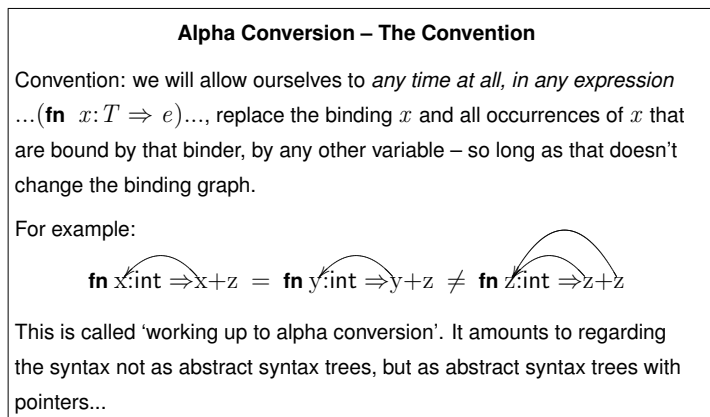 Alpha Conversion – The Convention
Convention: we will allow ourselves to any time at all, in any expression
...(fn x:T ⇒ e)..., replace the binding x and all occurrences of x that
are bound by that binder, by any other variable – so long as that doesn't
change the binding graph.
For example:
fn x:int ⇒x+z = fn y:int ⇒y+z ≠ fn z:int ⇒z+z
This is called ‘working up to alpha conversion’. It amounts to regarding
the syntax not as abstract syntax trees, but as abstract syntax trees with
pointers...